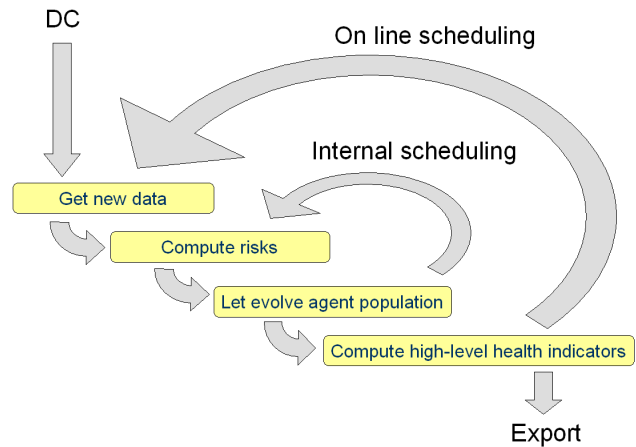 DC
On line scheduling
Internal scheduling
Get new data
Compute risks
Let evolve agent population
Compute high-level health indicators
Export